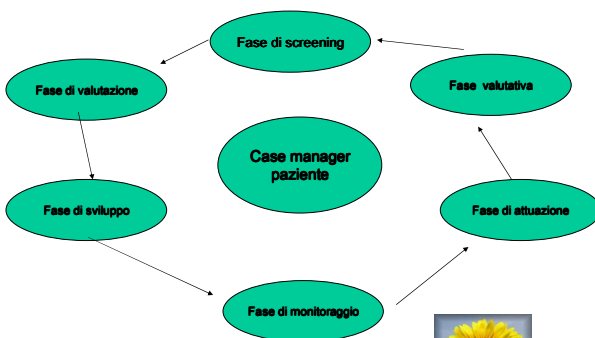 Fase di screening
Fase di valutazione
Fase valutativa
Case manager
paziente
Fase di sviluppo
Fase di attuazione
Fase di monitoraggio